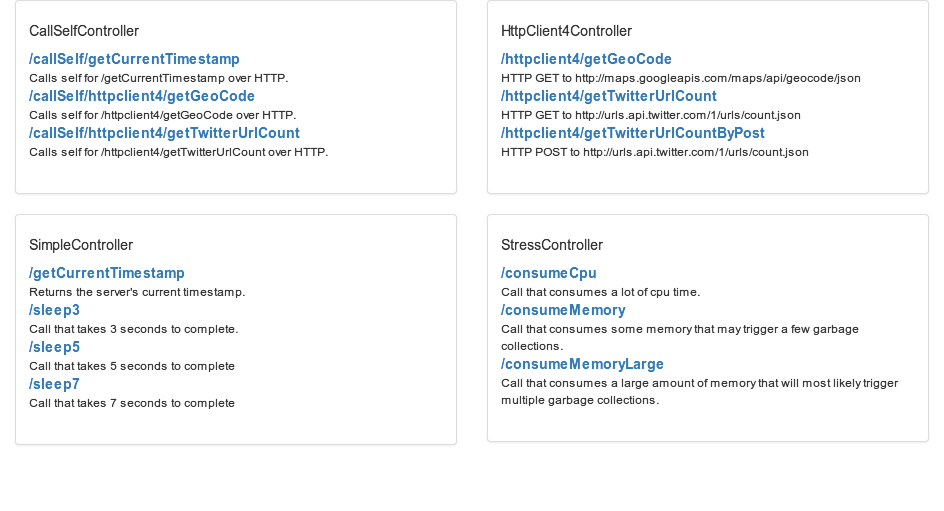 CallSelfController
/callSelf/getCurrentTimestamp
Calls self for /getCurrentTimestamp over HTTP.
/callSelf/httpclient4/getGeoCode
Calls self for /httpclient4/getGeoCode over HTTP.
/callSelf/httpclient4/getTwitterUrlCount
Calls self for /httpclient4/getTwitterUrlCount over HTTP.
HttpClient4Controller
/httpclient4/getGeoCode
HTTP GET to http://maps.googleapis.com/maps/api/geocode/json
/httpclient4/getTwitterUrlCount
HTTP GET to http://urls.api.twitter.com/1/urls/count.json
/httpclient4/getTwitterUrlCountByPost
HTTP POST to http://urls.api.twitter.com/1/urls/count.json
SimpleController
/getCurrentTimestamp
Returns the server's current timestamp.
/sleep3
Call that takes 3 seconds to complete.
/sleep5
Call that takes 5 seconds to complete
/sleep7
Call that takes 7 seconds to complete
StressController
/consumeCpu
Call that consumes a lot of cpu time.
/consumeMemory
Call that consumes some memory that may trigger a few garbage
collections.
/consumeMemoryLarge
Call that consumes a large amount of memory that will most likely trigger
multiple garbage collections.